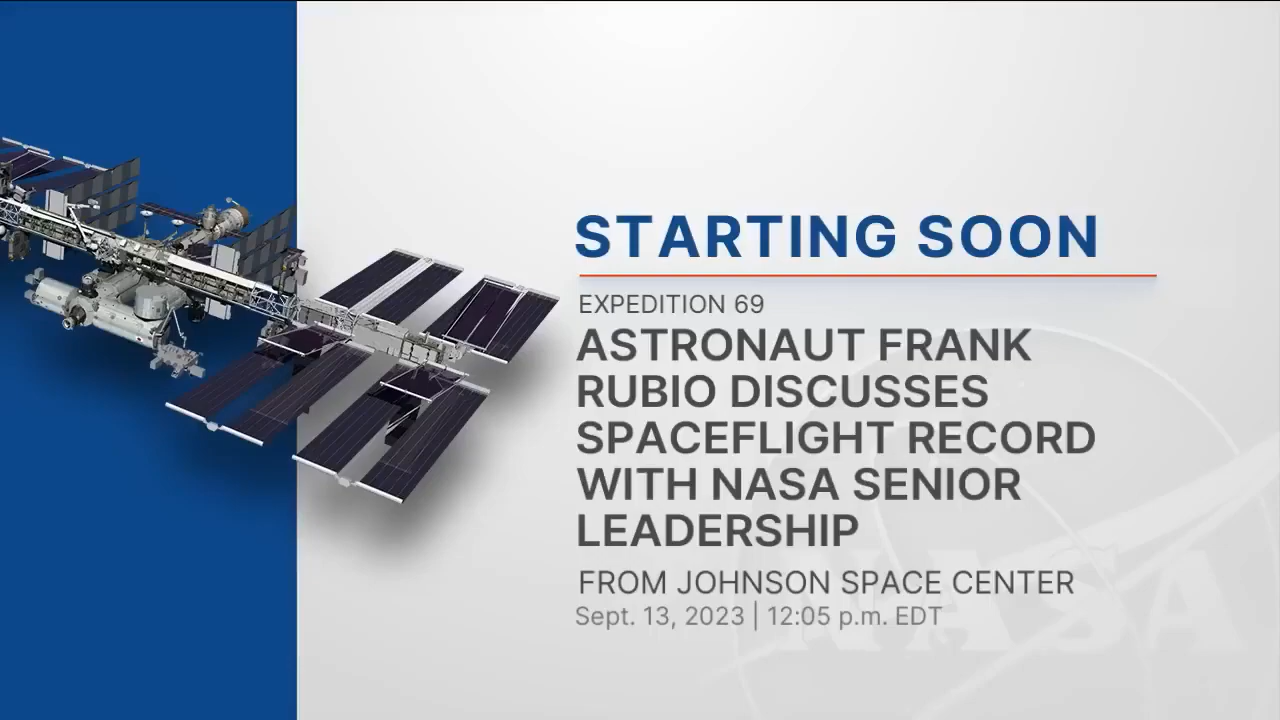 STARTING SOON
EXPEDITION 69
ASTRONAUT FRANK
RUBIO DISCUSSES
SPACEFLIGHT RECORD
WITH NASA SENIOR
LEADERSHIP
FROM JOHNSON SPACE CENTER
Sept. 13, 2023 | 12:05 p.m. EDT
NASA